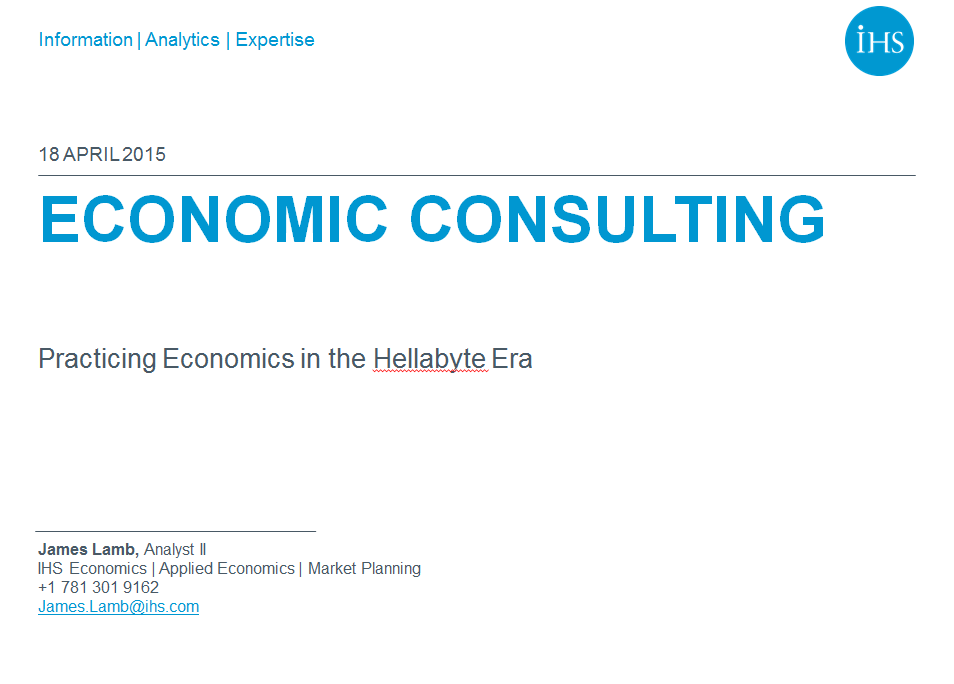 Information | Analytics | Expertise
iHS
18 APRIL 2015
ECONOMIC CONSULTING
Practicing Economics in the Hellabyte Era
James Lamb, Analyst II
IHS Economics | Applied Economics | Market Planning
+1 781 301 9162
James.Lamb@ihs.com